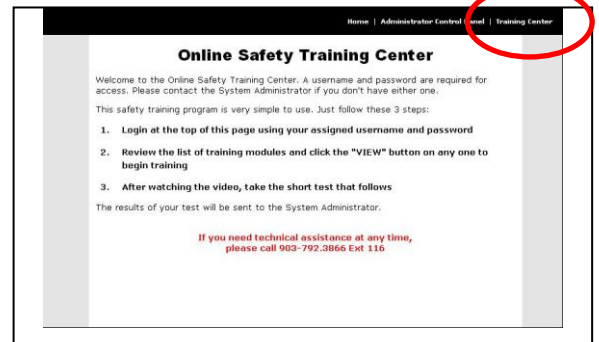 Home | Administrator Control Panel | Training Center
Online Safety Training Center
Welcome to the Online Safety Training Center. A username and password are required for
access. Please contact the System Administrator if you don't have either one.
This safety training program is very simple to use. Just follow these 3 steps:
1. Login at the top of this page using your assigned username and password
2. Review the list of training modules and click the "VIEW" button on any one to
begin training
3. After watching the video, take the short test that follows
The results of your test will be sent to the System Administrator.
If you need technical assistance at any time,
please call 903-792.3866 Ext 116